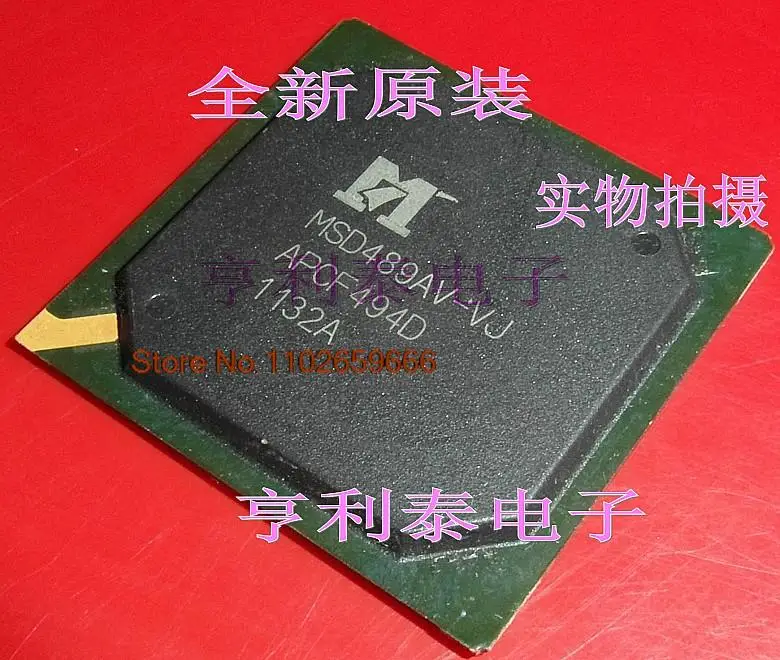 全新原装
实物拍摄
M
MSD489AV-VJ
APCF494D
1132A
亨利泰电子
Store No: 1102659666
亨利泰电子